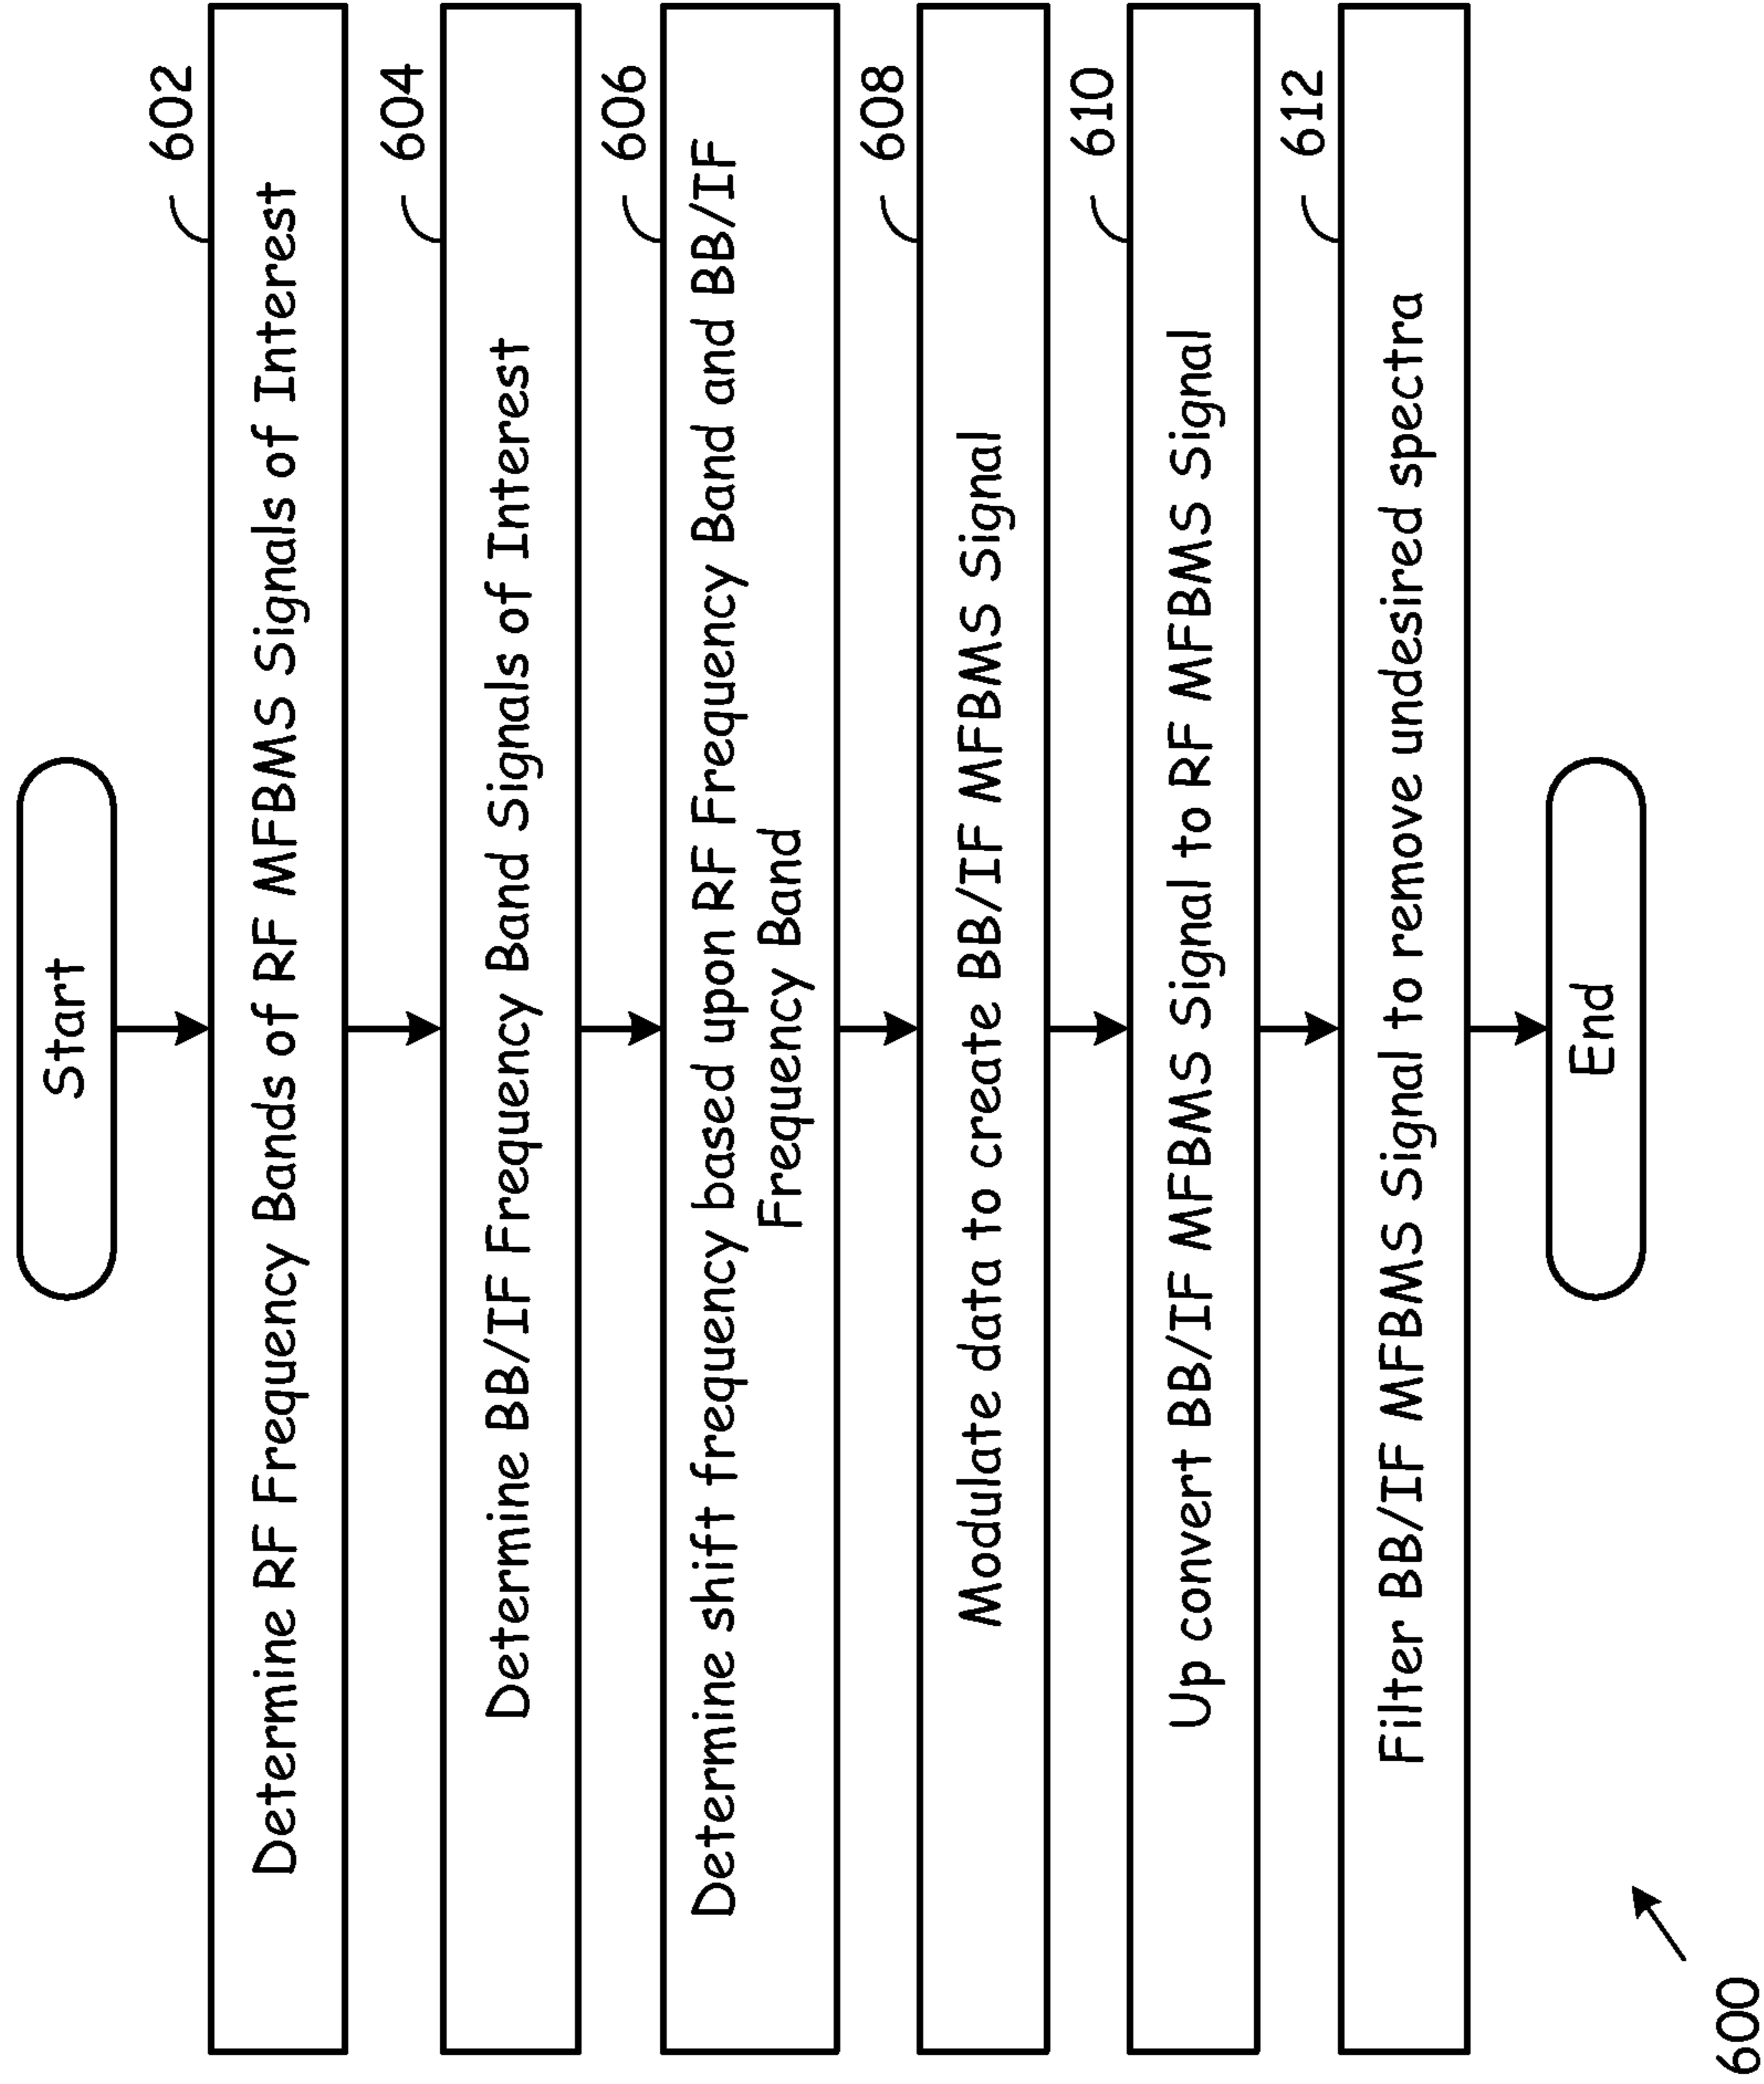 Start
602
Determine RF Frequency Bands of RF MFBMS Signals of Interest
604
Determine BB/IF Frequency Band Signals of Interest
606
Determine shift frequency based upon RF Frequency Band and BB/IF
Frequency Band
608
Modulate data to create BB/IF MFBMS Signal
610
Up convert BB/IF MFBMS Signal to RF MFBMS Signal
612
Filter BB/IF MFBMS Signal to remove undesired spectra
End
600